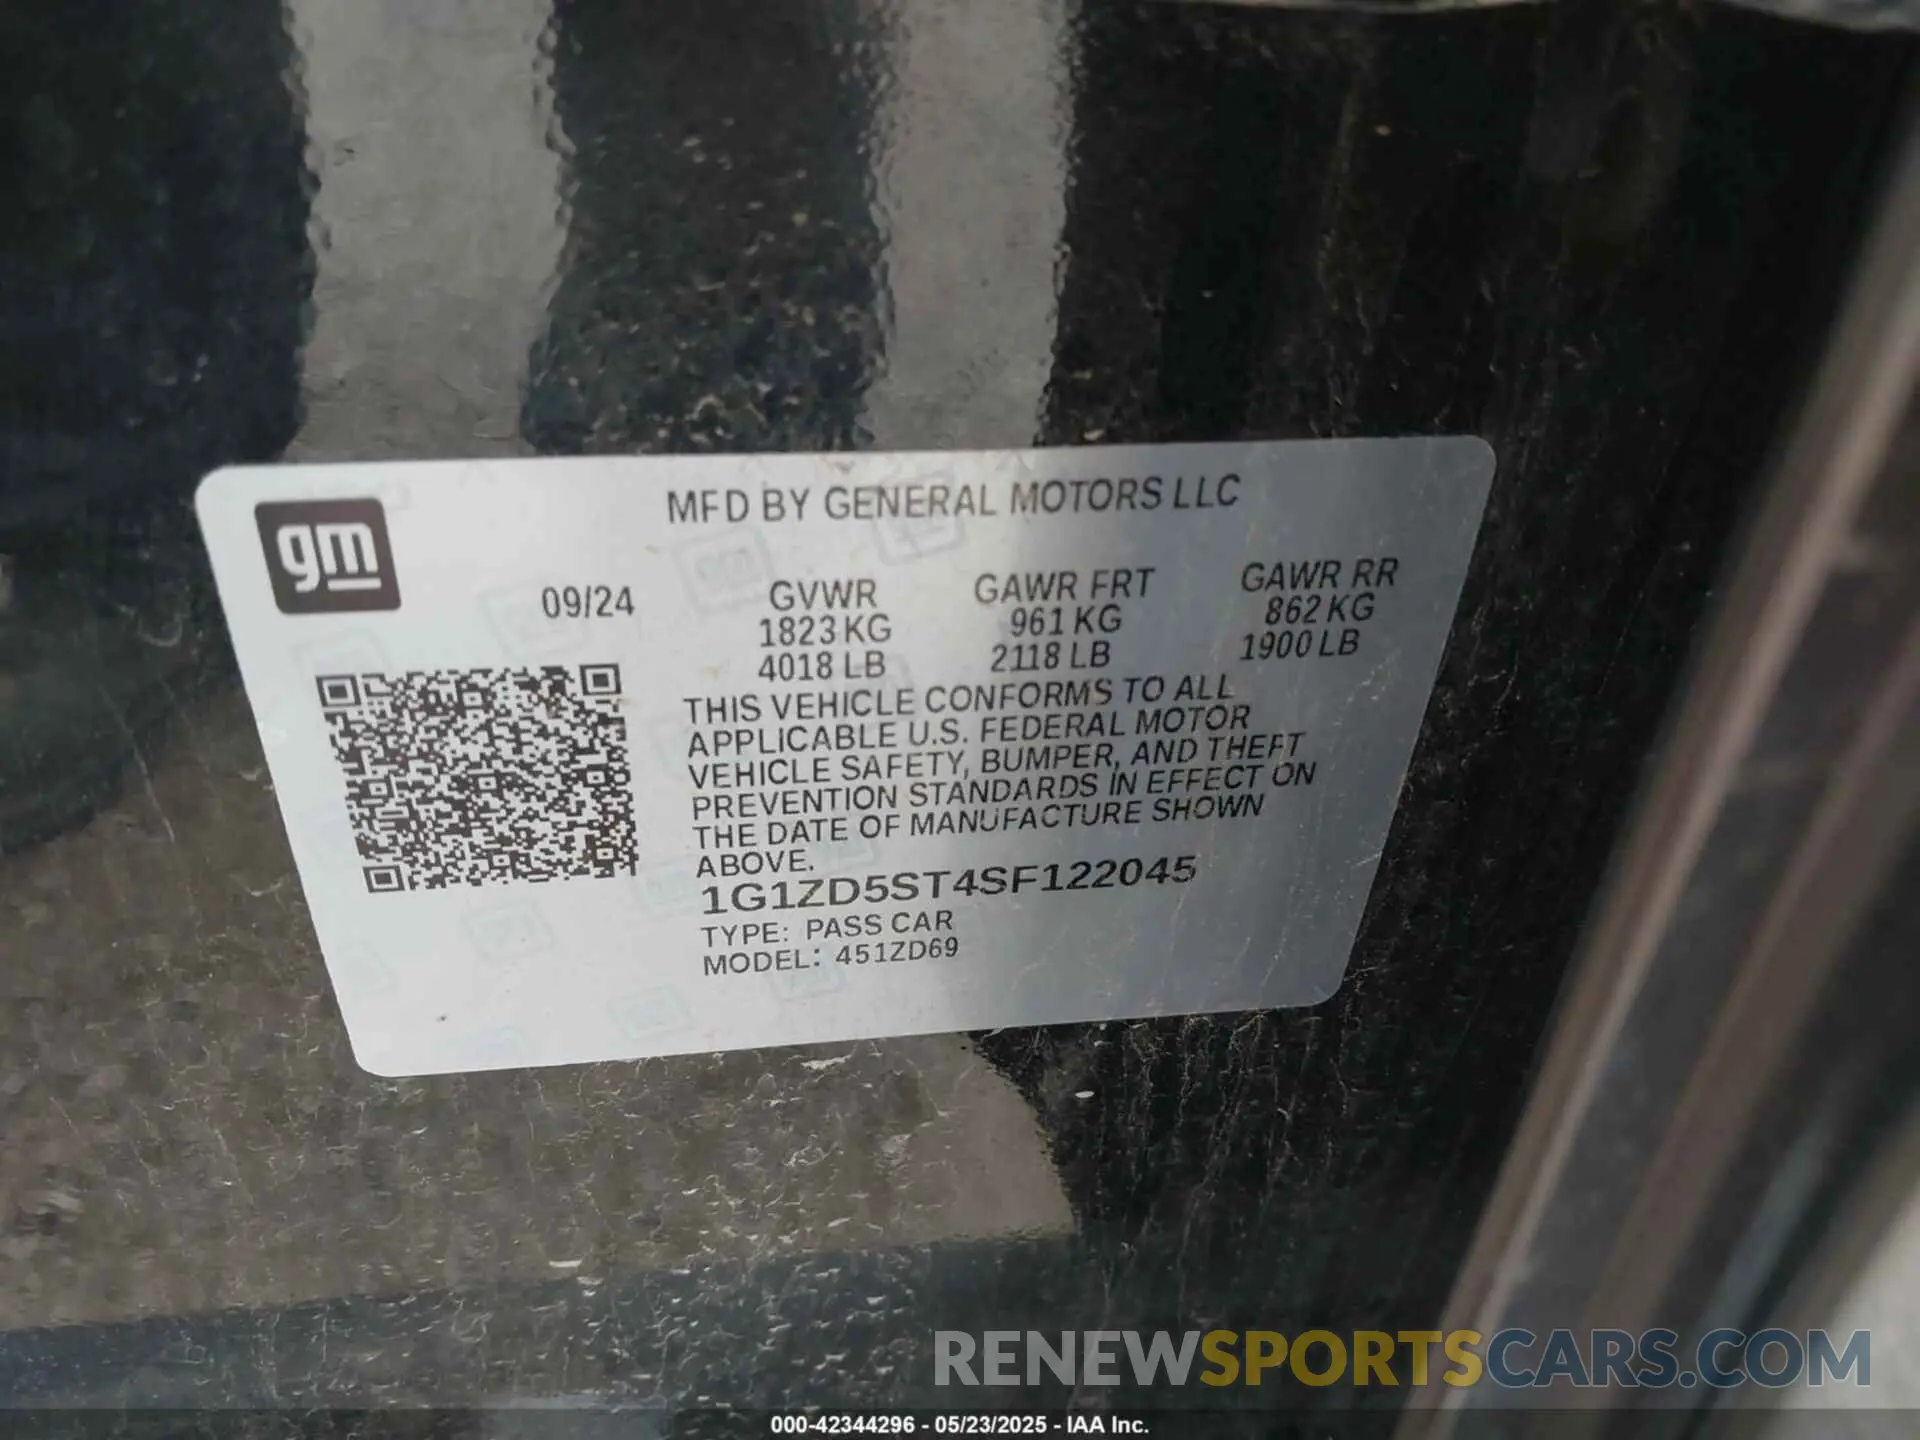 gm
MFD BY GENERAL MOTORS LLC
09/24 GVWR GAWR FRT GAWR RR
1823 KG 961 KG 862 KG
4018 LB 2118 LB 1900 LB
THIS VEHICLE CONFORMS TO ALL
APPLICABLE U.S. FEDERAL MOTOR
VEHICLE SAFETY, BUMPER, AND THEFT
PREVENTION STANDARDS IN EFFECT ON
THE DATE OF MANUFACTURE SHOWN
ABOVE.
1G1ZD5ST4SF122045
TYPE: PASS CAR
MODEL: 451ZD69
RENEWSPORTSCARS.COM
000-42344296 - 05/23/2025 - IAA Inc.